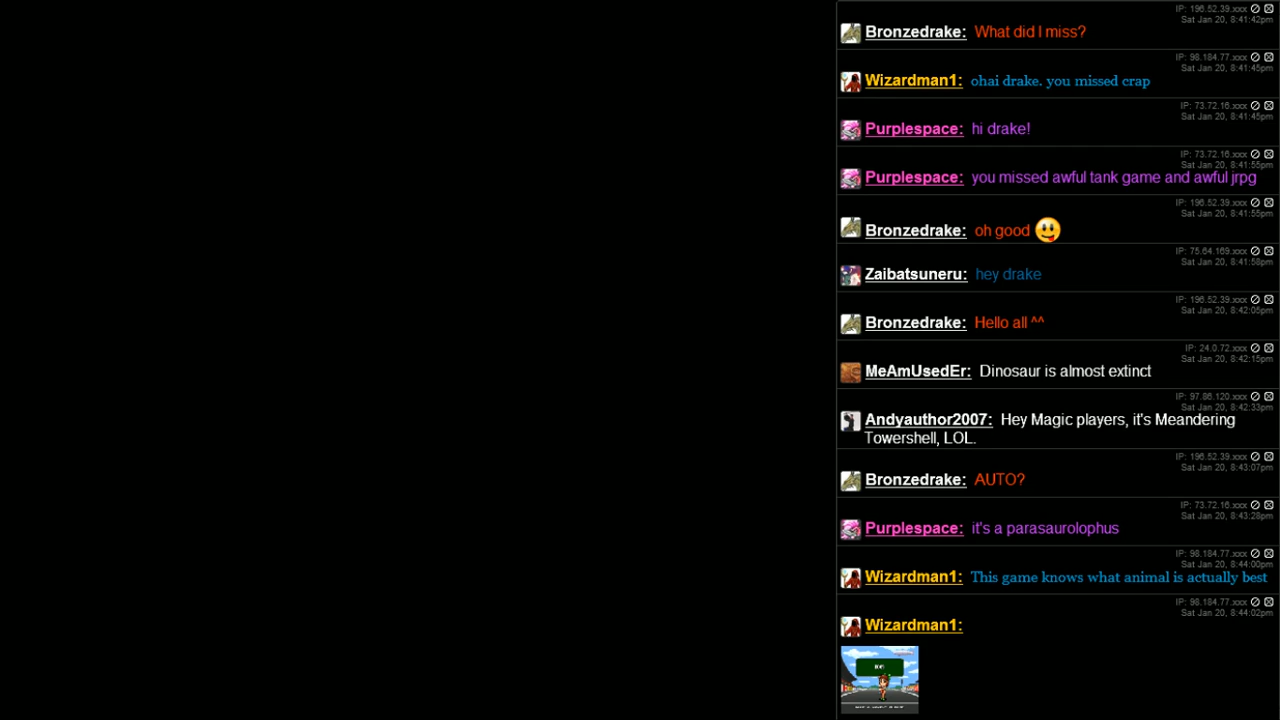 IP: 196.52.39.xxx
Sat Jan 20, 8:41:42pm
Bronzedrake: What did I miss?
IP: 98.184.77.xxx
Sat Jan 20, 8:41:45pm
Wizardman1: ohai drake. you missed crap
IP: 73.72.16.xxx
Sat Jan 20, 8:41:45pm
Purplespace: hi drake!
IP: 73.72.16.xxx
Sat Jan 20, 8:41:55pm
Purplespace: you missed awful tank game and awful jrpg
IP: 196.52.39.xxx
Sat Jan 20, 8:41:55pm
Bronzedrake: oh good
IP: 75.64.169.xxx
Sat Jan 20, 8:41:58pm
Zaibatsuneru: hey drake
IP: 196.52.39.xxx
Sat Jan 20, 8:42:05pm
Bronzedrake: Hello all ^^
IP: 24.0.72.xxx
Sat Jan 20, 8:42:15pm
MeAmUsedEr: Dinosaur is almost extinct
IP: 97.86.120.xxx
Sat Jan 20, 8:42:33pm
Andyauthor2007: Hey Magic players, it's Meandering
Towershell, LOL.
IP: 196.52.39.xxx
Sat Jan 20, 8:43:07pm
Bronzedrake: AUTO?
IP: 73.72.16.xxx
Sat Jan 20, 8:43:28pm
Purplespace: it's a parasaurolophus
IP: 98.184.77.xxx
Sat Jan 20, 8:44:00pm
Wizardman1: This game knows what animal is actually best
IP: 98.184.77.xxx
Sat Jan 20, 8:44:02pm
Wizardman1: